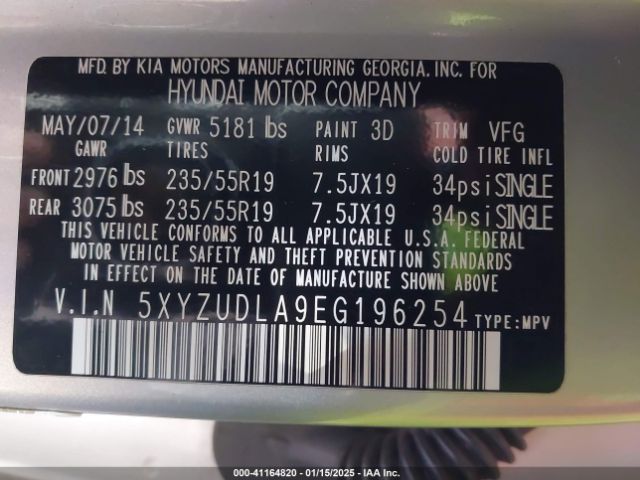 MFD. BY KIA MOTORS MANUFACTURING GEORGIA. INC. FOR
HYUNDAI MOTOR COMPANY
MAY/07/14 GVWR 5181 lbs PAINT 3D TRIM VFG
GAWR TIRES RIMS COLD TIRE INFL
FRONT 2976 lbs 235/55R19 7.5JX19 34psi SINGLE
REAR 3075 lbs 235/55R19 7.5JX19 34psi SINGLE
THIS VEHICLE CONFORMS TO ALL APPLICABLE U.S.A. FEDERAL
MOTOR VEHICLE SAFETY AND THEFT PREVENTION STANDARDS
IN EFFECT ON THE DATE OF MANUFACTURE SHOWN ABOVE
V.I.N 5XYZUDLA9EG196254 TYPE:MPV
000-41164820 - 01/15/2025 - IAA Inc.